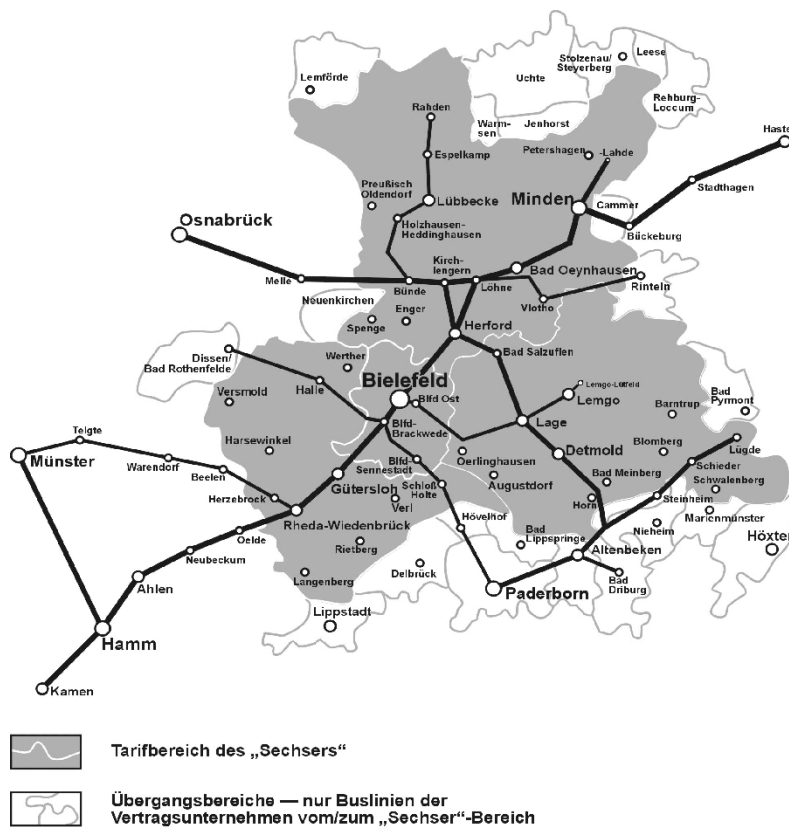 Lemförde
Stolzenau/
Steyerberg
Leese
Uchte
Rehburg-
Loccum
Rahden
Warm-
sen
Jenhorst
Haste
Espelkamp
Petershagen
-Lahde
Stadthagen
Preußisch
Oldendorf
Lübbecke
Minden
Cammer
Osnabrück
Holzhausen-
Heddinghausen
Bückeburg
Kirch-
lengern
Bad Oeynhausen
Melle
Bünde
Löhne
Rinteln
Neuenkirchen
Enger
Vlotho
Spenge
Herford
Dissen/
Bad Rothenfelde
Werther
Bad Salzuflen
Bielefeld
Halle
Lemgo-Lüttfeld
Bad
Pyrmont
Versmold
Blfd Ost
Lemgo
Barntrup
Telgte
Blfd-
Brackwede
Lage
Münster
Harsewinkel
Detmold
Blomberg
Lügde
Warendorf
Blfd-
Sennestadt
Oerlinghausen
Schieder
Beelen
Gütersloh
Schloß
Holte
Augustdorf
Bad Meinberg
Schwalenberg
Herzebrock
Verl
Horn
Steinheim
Rheda-Wiedenbrück
Hövelhof
Marienmünster
Oelde
Bad
Lippspringe
Nieheim
Höxter
Neubeckum
Rietberg
Altenbeken
Ahlen
Langenberg
Delbrück
Bad
Driburg
Paderborn
Lippstadt
Hamm
Kamen
Tarifbereich des „Sechsers“
Übergangsbereiche — nur Buslinien der
Vertragsunternehmen vom/zum „Sechser“-Bereich